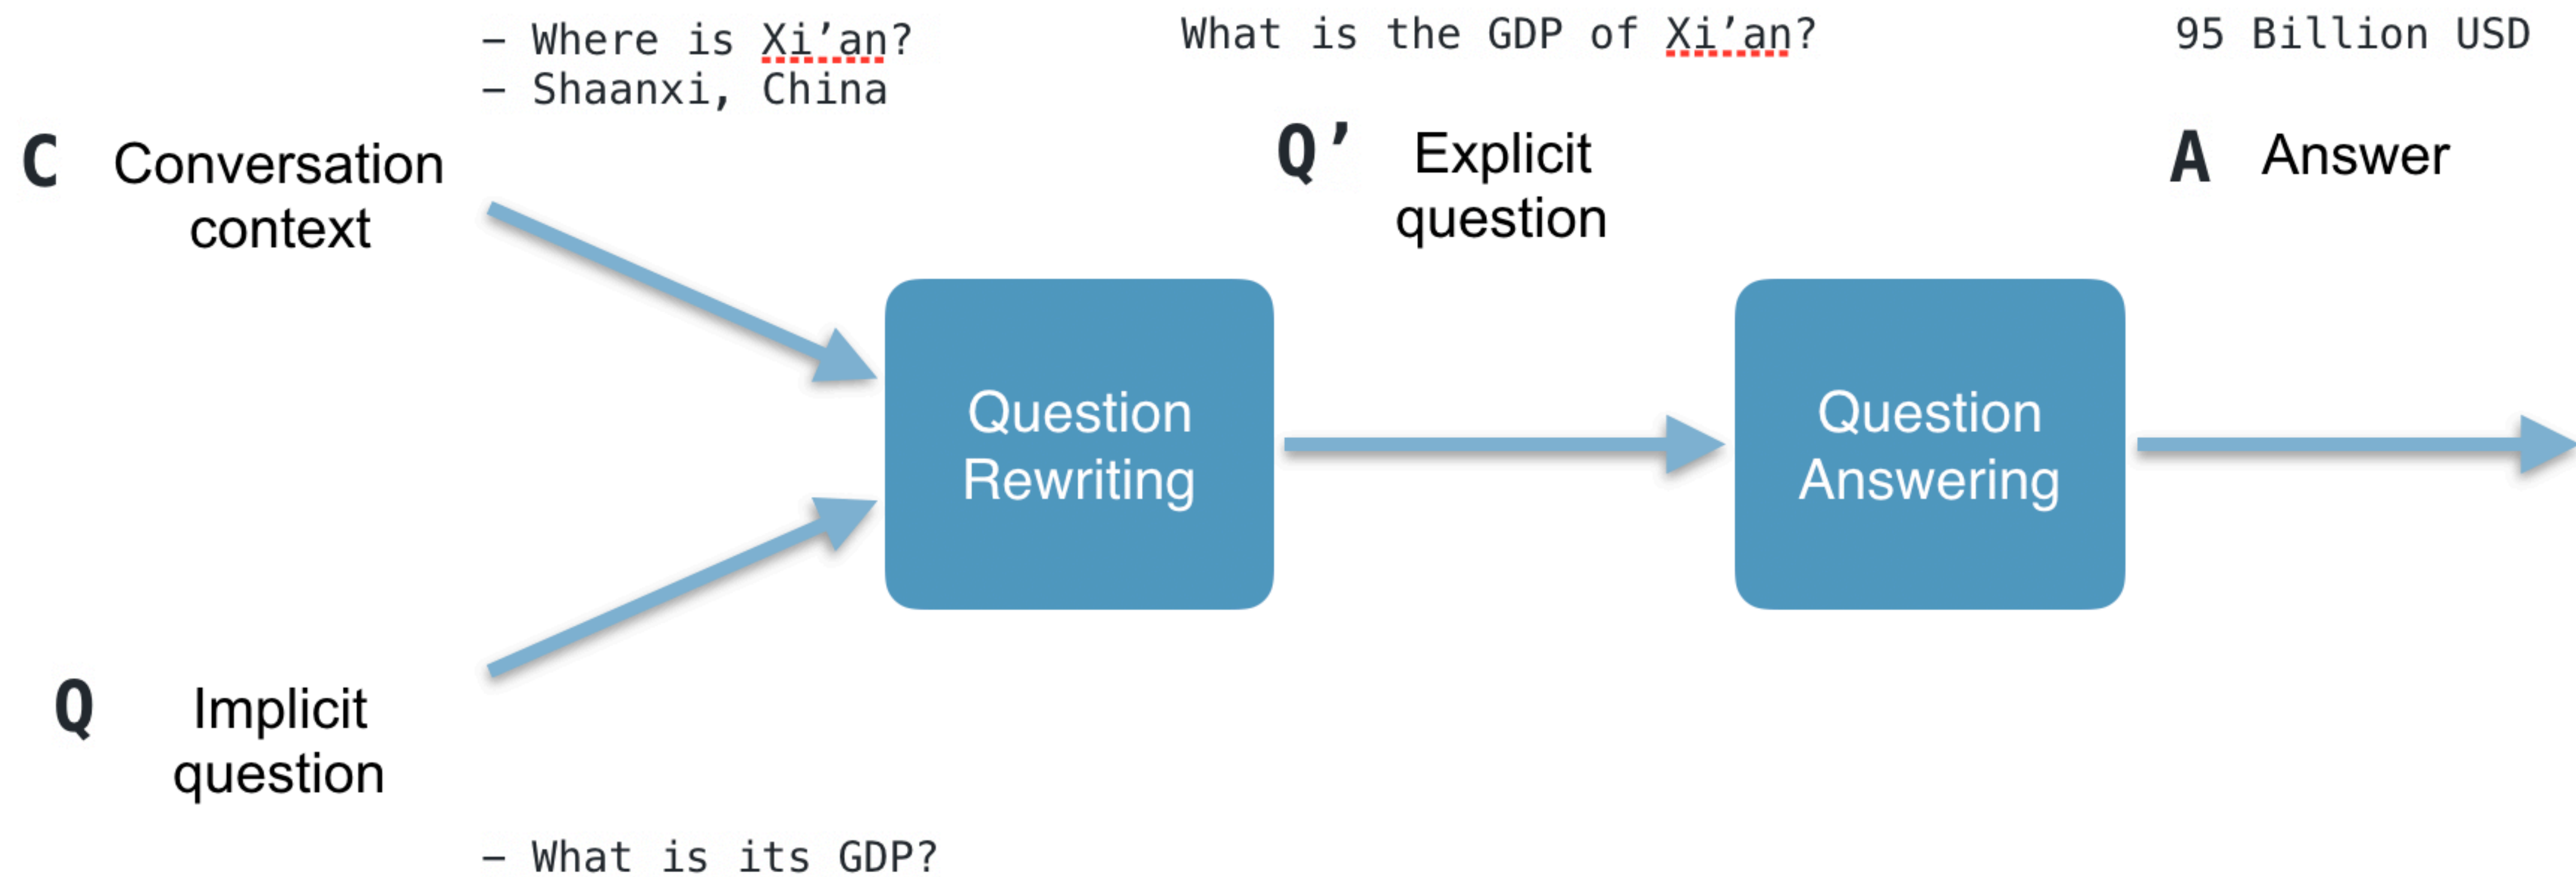 – Where is Xi’an?
– Shaanxi, China
What is the GDP of Xi’an?
95 Billion USD
C Conversation
context
Q’ Explicit
question
A Answer
Question
Rewriting
Question
Answering
Q Implicit
question
– What is its GDP?